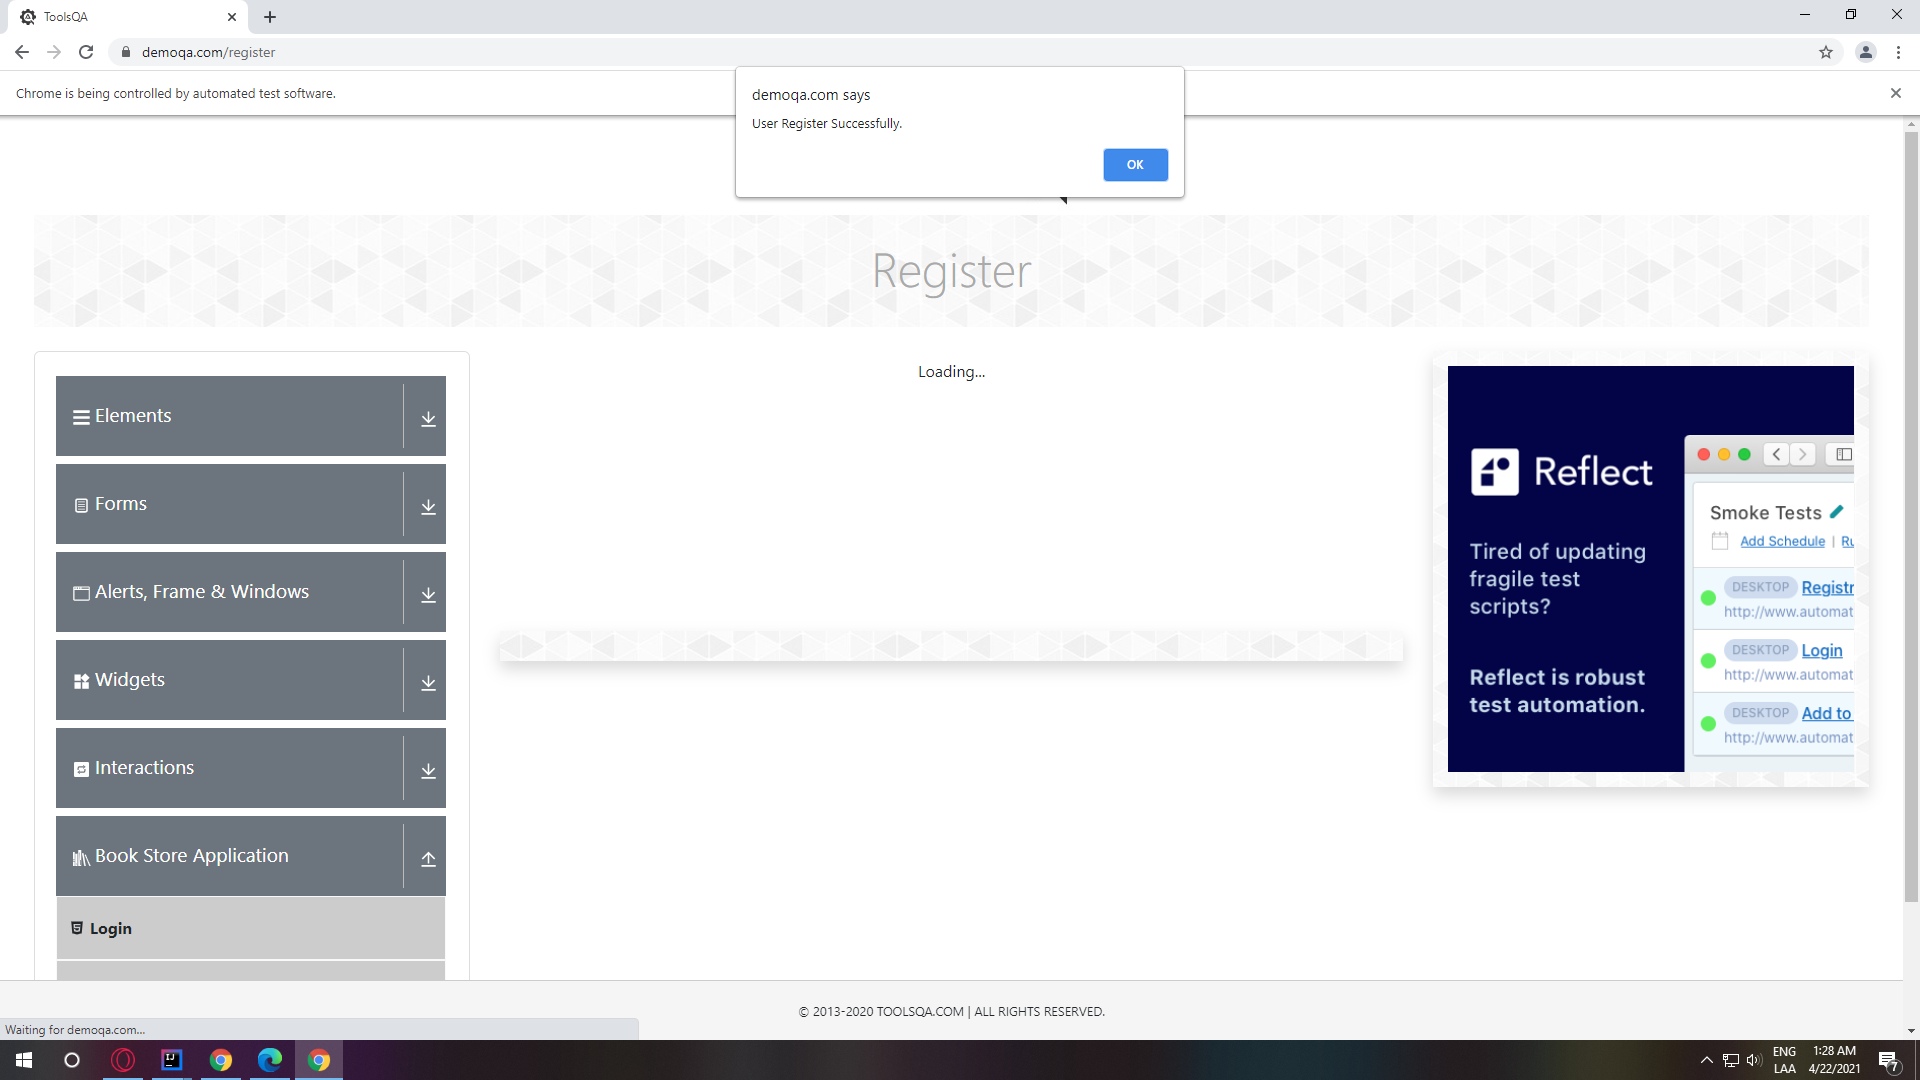 ToolsQA
demoqa.com/register
Chrome is being controlled by automated test software.
demoqa.com says
User Register Successfully.
OK
Register
Elements
Forms
Alerts, Frame & Windows
Widgets
Interactions
Book Store Application
Login
Loading...
Reflect
Tired of updating
fragile test
scripts?
Reflect is robust
test automation.
Smoke Tests
Add Schedule | Ru
DESKTOP Registr
http://www.automat
DESKTOP Login
http://www.automat
DESKTOP Add to
http://www.automat
© 2013-2020 TOOLSQA.COM | ALL RIGHTS RESERVED.
Waiting for demoqa.com...
IJ
ENG
LAA
1:28 AM
4/22/2021
7